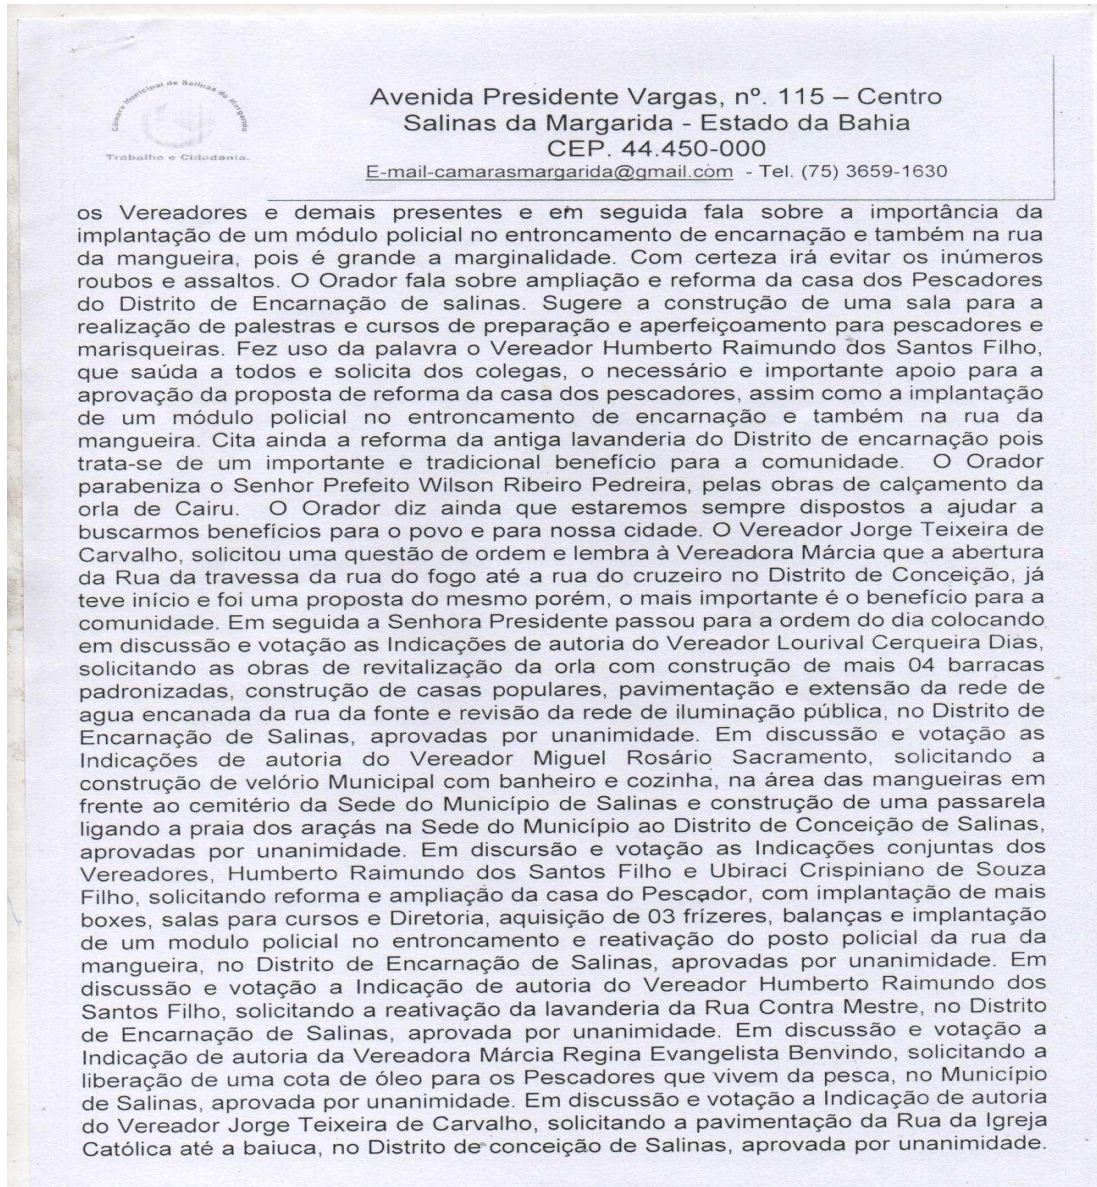 Câmara Municipal de Salinas da Margarida
Trabalho e Cidadania.
Avenida Presidente Vargas, nº. 115 – Centro
Salinas da Margarida - Estado da Bahia
CEP. 44.450-000
E-mail-camarasmargarida@gmail.com - Tel. (75) 3659-1630
os Vereadores e demais presentes e em seguida fala sobre a importância da
implantação de um módulo policial no entroncamento de encarnação e também na rua
da mangueira, pois é grande a marginalidade. Com certeza irá evitar os inúmeros
roubos e assaltos. O Orador fala sobre ampliação e reforma da casa dos Pescadores
do Distrito de Encarnação de salinas. Sugere a construção de uma sala para a
realização de palestras e cursos de preparação e aperfeiçoamento para pescadores e
marisqueiras. Fez uso da palavra o Vereador Humberto Raimundo dos Santos Filho,
que saúda a todos e solicita dos colegas, o necessário e importante apoio para a
aprovação da proposta de reforma da casa dos pescadores, assim como a implantação
de um módulo policial no entroncamento de encarnação e também na rua da
mangueira. Cita ainda a reforma da antiga lavanderia do Distrito de encarnação pois
trata-se de um importante e tradicional benefício para a comunidade. O Orador
parabeniza o Senhor Prefeito Wilson Ribeiro Pedreira, pelas obras de calçamento da
orla de Cairu. O Orador diz ainda que estaremos sempre dispostos a ajudar a
buscarmos benefícios para o povo e para nossa cidade. O Vereador Jorge Teixeira de
Carvalho, solicitou uma questão de ordem e lembra à Vereadora Márcia que a abertura
da Rua da travessa da rua do fogo até a rua do cruzeiro no Distrito de Conceição, já
teve início e foi uma proposta do mesmo porém, o mais importante é o benefício para a
comunidade. Em seguida a Senhora Presidente passou para a ordem do dia colocando
em discussão e votação as Indicações de autoria do Vereador Lourival Cerqueira Dias,
solicitando as obras de revitalização da orla com construção de mais 04 barracas
padronizadas, construção de casas populares, pavimentação e extensão da rede de
agua encanada da rua da fonte e revisão da rede de iluminação pública, no Distrito de
Encarnação de Salinas, aprovadas por unanimidade. Em discussão e votação as
Indicações de autoria do Vereador Miguel Rosário Sacramento, solicitando a
construção de velório Municipal com banheiro e cozinha, na área das mangueiras em
frente ao cemitério da Sede do Município de Salinas e construção de uma passarela
ligando a praia dos araçás na Sede do Município ao Distrito de Conceição de Salinas,
aprovadas por unanimidade. Em discursão e votação as Indicações conjuntas dos
Vereadores, Humberto Raimundo dos Santos Filho e Ubiraci Crispiniano de Souza
Filho, solicitando reforma e ampliação da casa do Pescador, com implantação de mais
boxes, salas para cursos e Diretoria, aquisição de 03 frízeres, balanças e implantação
de um modulo policial no entroncamento e reativação do posto policial da rua da
mangueira, no Distrito de Encarnação de Salinas, aprovadas por unanimidade. Em
discussão e votação a Indicação de autoria do Vereador Humberto Raimundo dos
Santos Filho, solicitando a reativação da lavanderia da Rua Contra Mestre, no Distrito
de Encarnação de Salinas, aprovada por unanimidade. Em discussão e votação a
Indicação de autoria da Vereadora Márcia Regina Evangelista Benvindo, solicitando a
liberação de uma cota de óleo para os Pescadores que vivem da pesca, no Município
de Salinas, aprovada por unanimidade. Em discussão e votação a Indicação de autoria
do Vereador Jorge Teixeira de Carvalho, solicitando a pavimentação da Rua da Igreja
Católica até a baiuca, no Distrito de conceição de Salinas, aprovada por unanimidade.